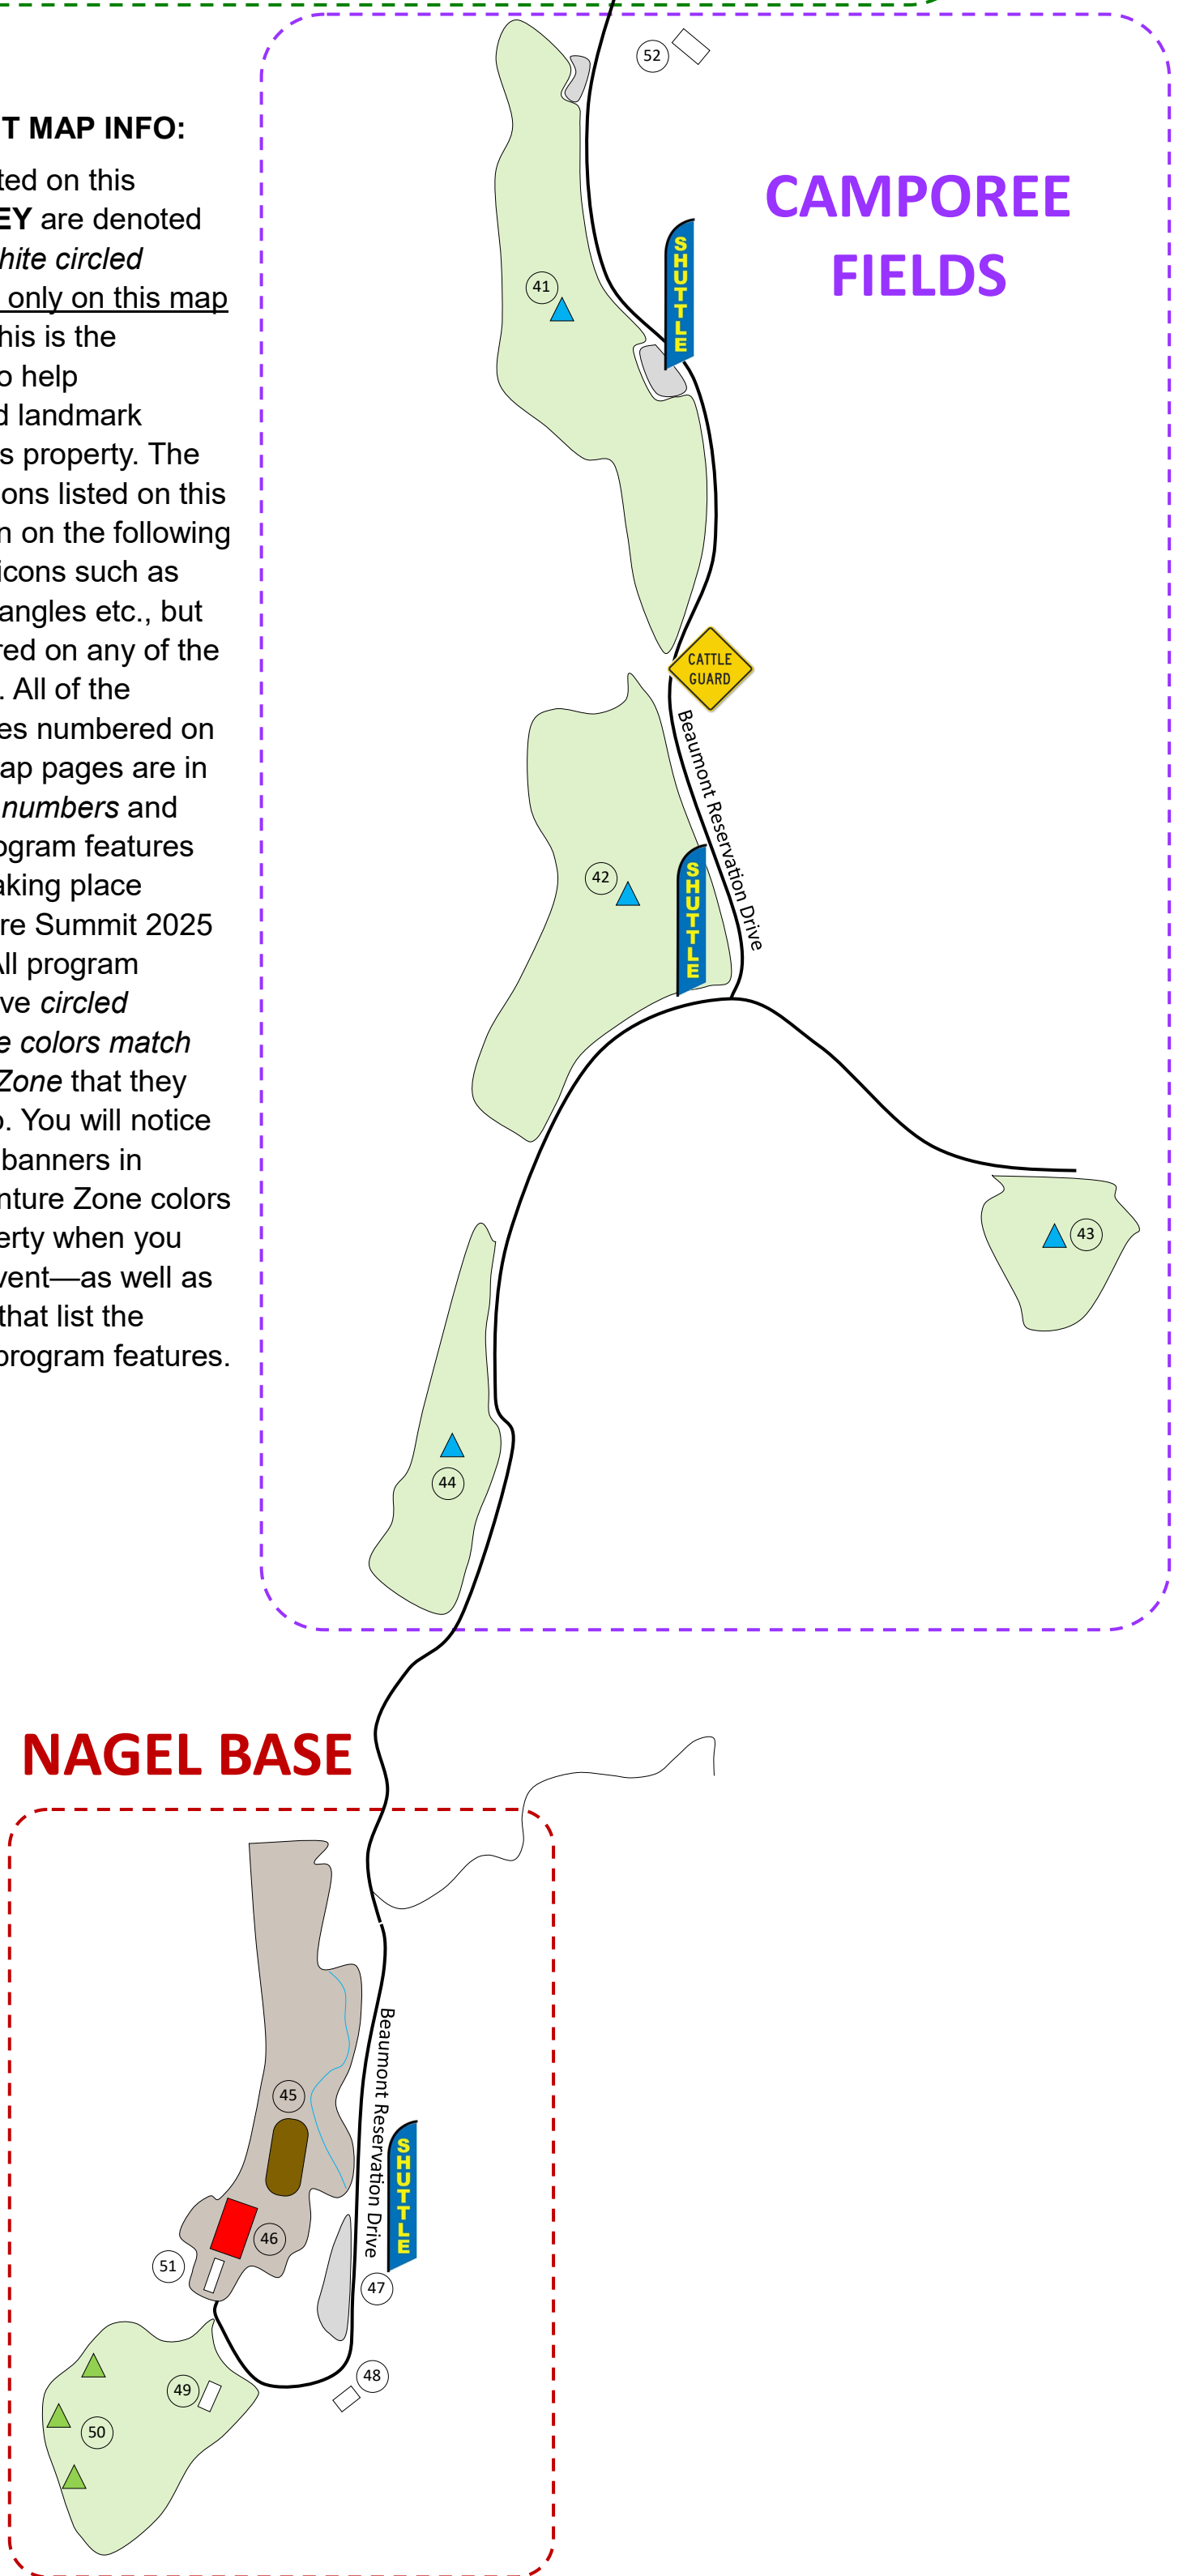 T MAP INFO:
ted on this
EY are denoted
hite circled
only on this map
his is the
o help
d landmark
s property. The
ons listed on this
n on the following
icons such as
angles etc., but
red on any of the
. All of the
es numbered on
ap pages are in
numbers and
ogram features
aking place
re Summit 2025
All program
ve circled
e colors match
Zone that they
o. You will notice
banners in
nture Zone colors
erty when you
vent—as well as
that list the
program features.
52
CAMPOREE
FIELDS
SHUTTLE
41
CATTLE
GUARD
Beaumont Reservation Drive
42
SHUTTLE
43
44
NAGEL BASE
Beaumont Reservation Drive
45
SHUTTLE
46
51
47
48
49
50